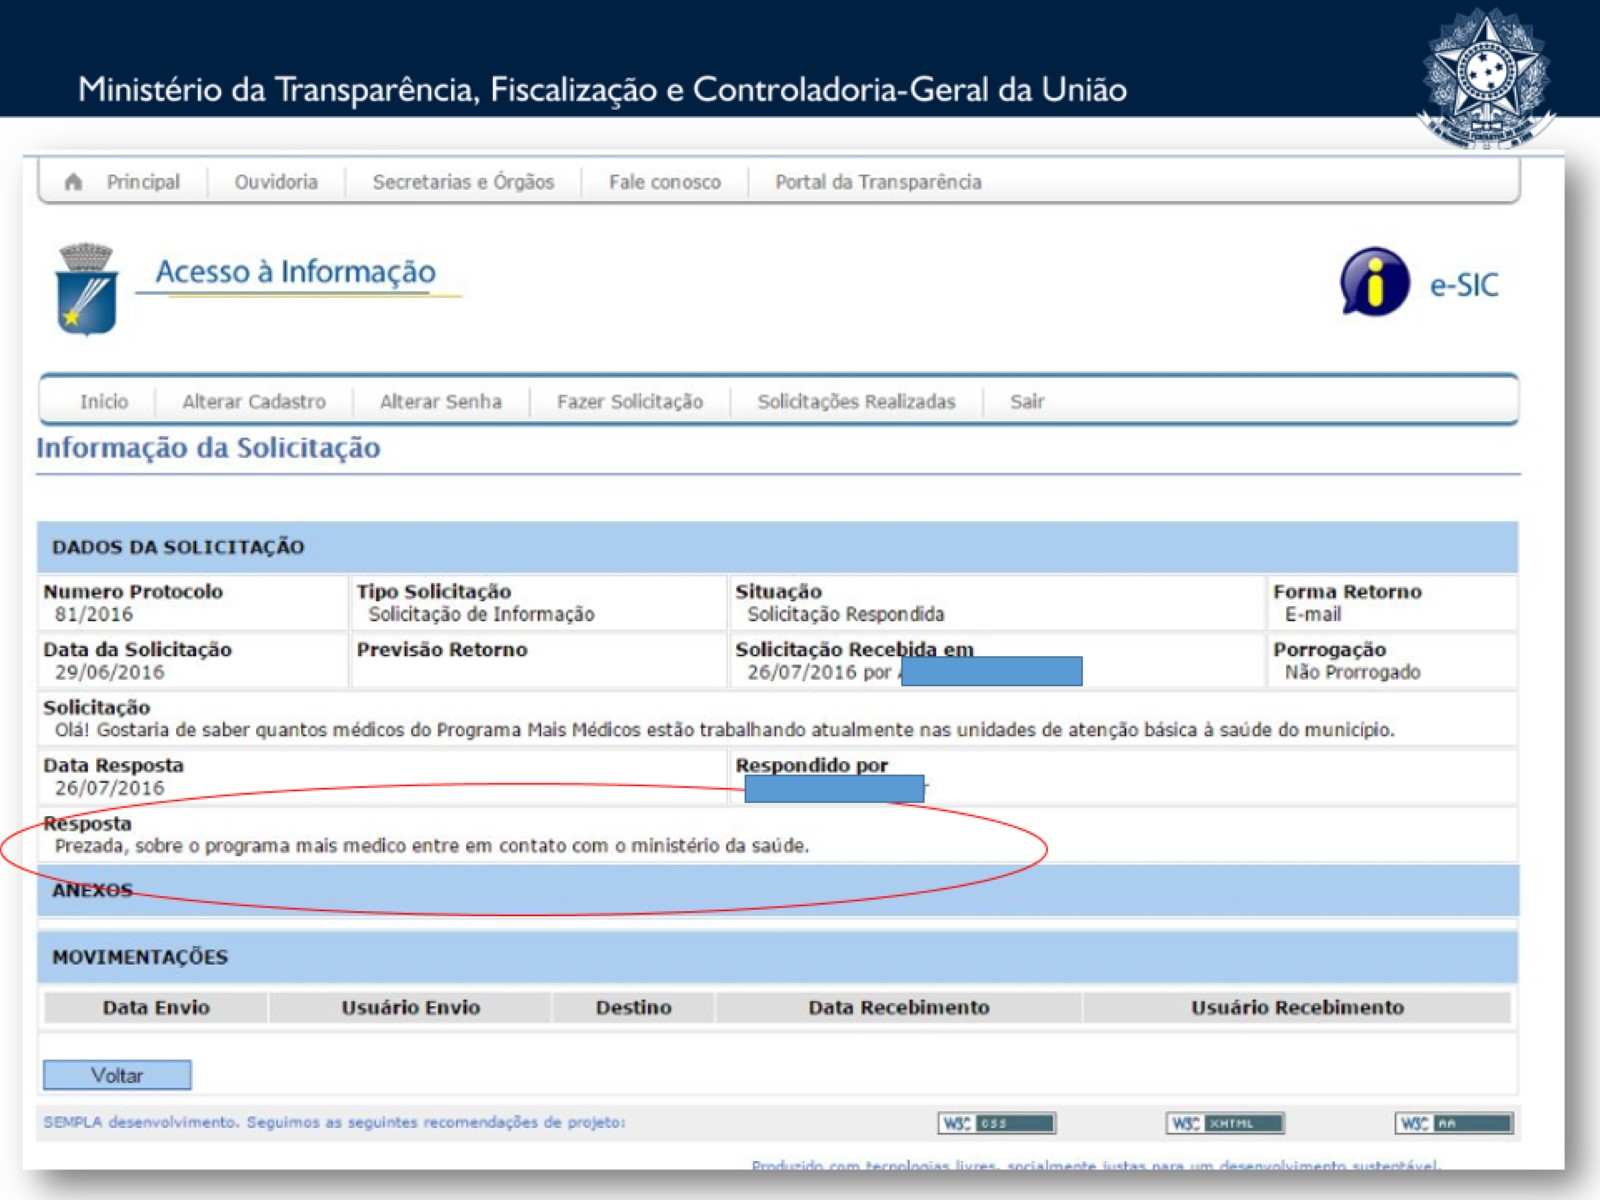 Ministério da Transparência, Fiscalização e Controladoria-Geral da União
Principal Ouvidoria Secretarias e Órgãos Fale conosco Portal da Transparência
Acesso à Informação
e-SIC
Inicio Alterar Cadastro Alterar Senha Fazer Solicitação Solicitações Realizadas Sair
Informação da Solicitação
DADOS DA SOLICITAÇÃO
Numero Protocolo Tipo Solicitação Situação Forma Retorno
81/2016 Solicitação de Informação Solicitação Respondida E-mail
Data da Solicitação Previsão Retorno Solicitação Recebida em Porrogação
29/06/2016 26/07/2016 por Não Prorrogado
Solicitação
Olá! Gostaria de saber quantos médicos do Programa Mais Médicos estão trabalhando atualmente nas unidades de atenção básica à saúde do município.
Data Resposta Respondido por
26/07/2016
Resposta
Prezada, sobre o programa mais medico entre em contato com o ministério da saúde.
ANEXOS
MOVIMENTAÇÕES
Data Envio Usuário Envio Destino Data Recebimento Usuário Recebimento
Voltar
SEMPLA desenvolvimento. Seguimos as seguintes recomendações de projeto: W3C CSS W3C XHTML W3C AA
Produzido com tecnologias livres, socialmente justas para um desenvolvimento sustentável.